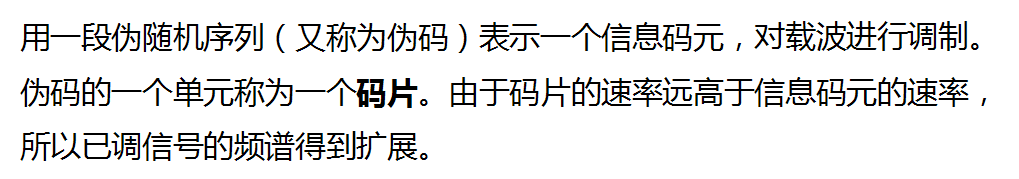 用一段伪随机序列（又称为伪码）表示一个信息码元，对载波进行调制。
伪码的一个单元称为一个码片。由于码片的速率远高于信息码元的速率，
所以已调信号的频谱得到扩展。